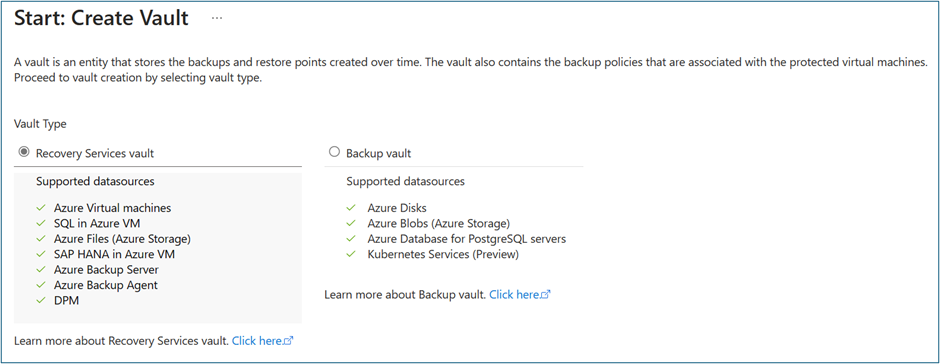 Start: Create Vault ...
A vault is an entity that stores the backups and restore points created over time. The vault also contains the backup policies that are associated with the protected virtual machines.
Proceed to vault creation by selecting vault type.
Vault Type
Recovery Services vault
Supported datasources
Azure Virtual machines
SQL in Azure VM
Azure Files (Azure Storage)
SAP HANA in Azure VM
Azure Backup Server
Azure Backup Agent
DPM
Learn more about Recovery Services vault. Click here.
Backup vault
Supported datasources
Azure Disks
Azure Blobs (Azure Storage)
Azure Database for PostgreSQL servers
Kubernetes Services (Preview)
Learn more about Backup vault. Click here.